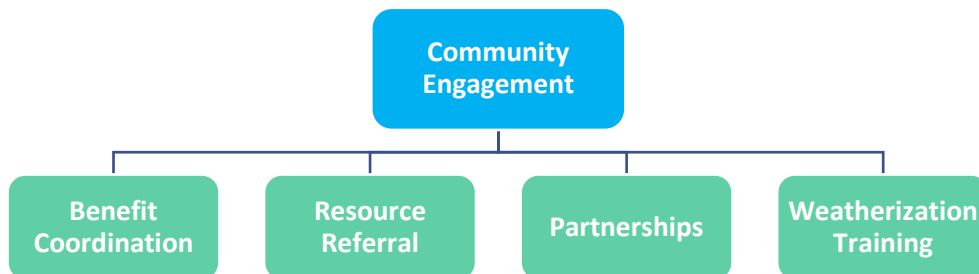 Community
Engagement
Benefit
Coordination
Resource
Referral
Partnerships
Weatherization
Training